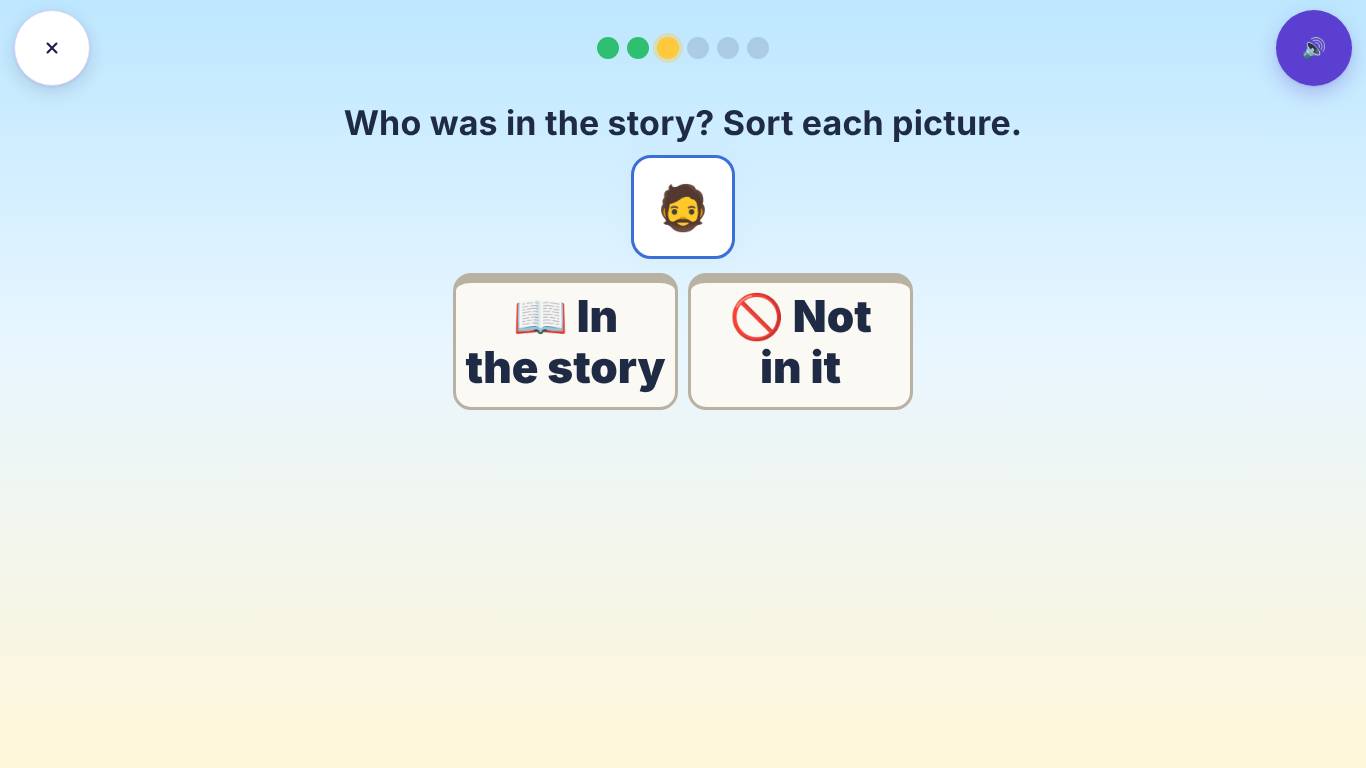 Who was in the story? Sort each picture.
In
the story
Not
in it